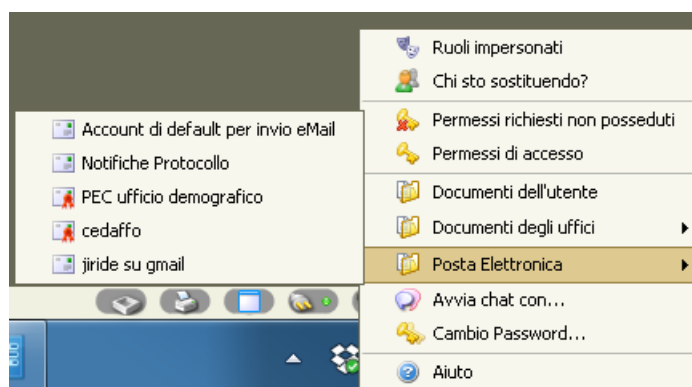 Ruoli impersonati
Chi sto sostituendo?
Permessi richiesti non posseduti
Permessi di accesso
Documenti dell'utente
Documenti degli uffici
Posta Elettronica
Avvia chat con...
Cambio Password...
Aiuto
Account di default per invio eMail
Notifiche Protocollo
PEC ufficio demografico
cedaffo
jiride su gmail